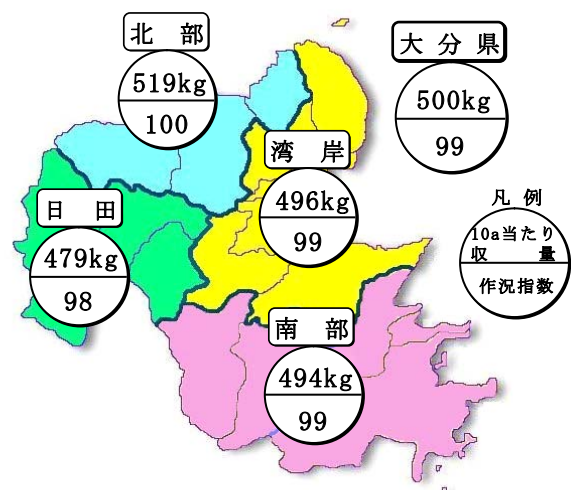 北部
519kg
100
大分県
500kg
99
湾岸
496kg
99
日田
479kg
98
南部
494kg
99
凡例
10a当たり
収量
作況指数